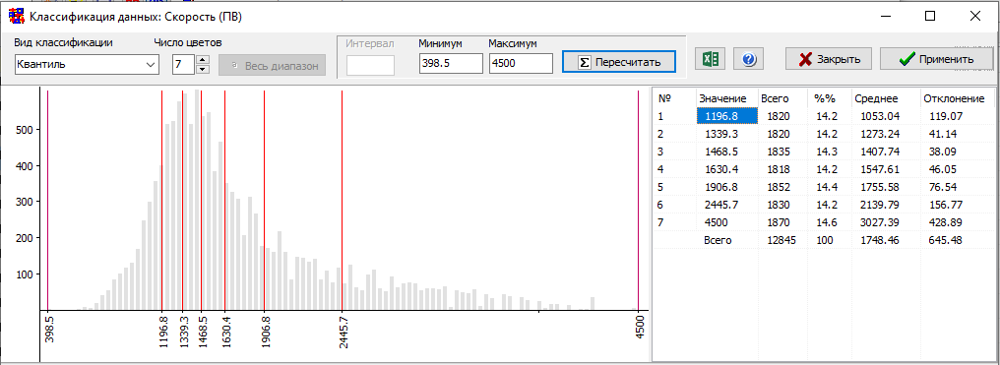 Классификация данных: Скорость (ПВ)
Вид классификации Число цветов Интервал Минимум Максимум
Квантиль 7 Весь диапазон 398.5 4500 Σ Пересчитать ? Закрыть Применить
500
400
300
200
100
398.5 1196.8 1339.3 1468.5 1630.4 1906.8 2445.7 4500
№ Значение Всего %% Среднее Отклонение
1 1196.8 1820 14.2 1053.04 119.07
2 1339.3 1820 14.2 1273.24 41.14
3 1468.5 1835 14.3 1407.74 38.09
4 1630.4 1818 14.2 1547.61 46.05
5 1906.8 1852 14.4 1755.58 76.54
6 2445.7 1830 14.2 2139.79 156.77
7 4500 1870 14.6 3027.39 428.89
Всего 12845 100 1748.46 645.48